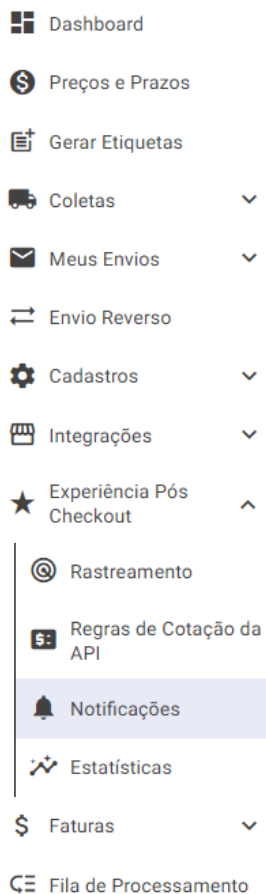 Dashboard
Preços e Prazos
Gerar Etiquetas
Coletas
Meus Envios
Envio Reverso
Cadastros
Integrações
Experiência Pós
Checkout
Rastreamento
Regras de Cotação da
API
Notificações
Estatísticas
Faturas
Fila de Processamento